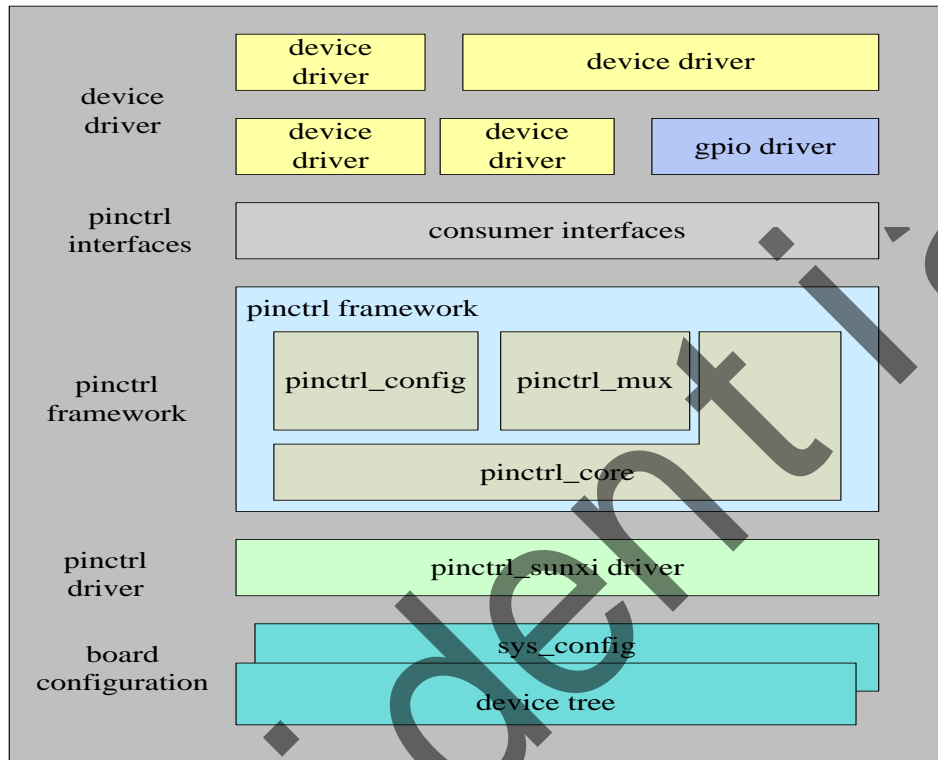 device
driver
device
driver
device driver
device
driver
device
driver
gpio driver
pinctrl
interfaces
consumer interfaces
pinctrl
framework
pinctrl framework
pinctrl_config
pinctrl_mux
pinctrl_core
pinctrl
driver
pinctrl_sunxi driver
board
configuration
sys_config
device tree